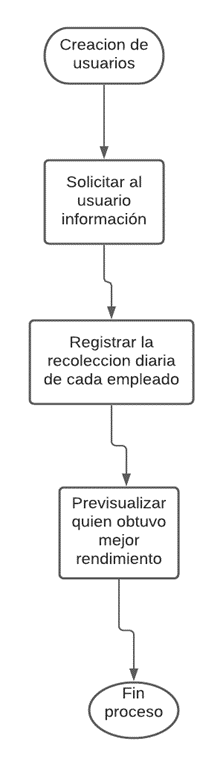 Creacion de
usuarios
Solicitar al
usuario
información
Registrar la
recoleccion diaria
de cada empleado
Previsualizar
quien obtuvo
mejor
rendimiento
Fin
proceso